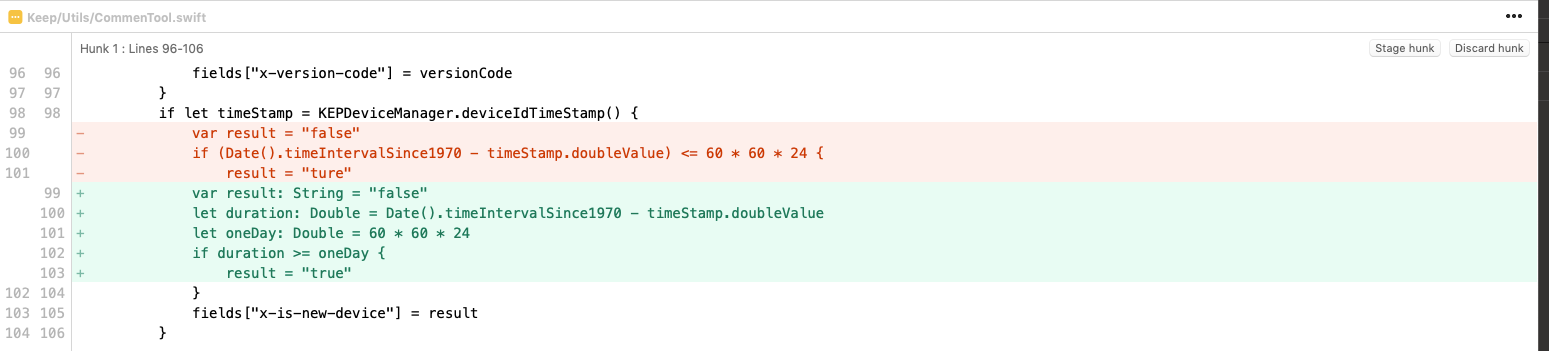 Keep/Utils/CommenTool.swift
Hunk 1 : Lines 96-106 Stage hunk Discard hunk
96 96 fields["x-version-code"] = versionCode
97 97 }
98 98 if let timeStamp = KEPDeviceManager.deviceIdTimeStamp() {
99 - var result = "false"
100 - if (Date().timeIntervalSince1970 - timeStamp.doubleValue) <= 60 * 60 * 24 {
101 - result = "ture"
99 + var result: String = "false"
100 + let duration: Double = Date().timeIntervalSince1970 - timeStamp.doubleValue
101 + let oneDay: Double = 60 * 60 * 24
102 + if duration >= oneDay {
103 + result = "true"
102 104 }
103 105 fields["x-is-new-device"] = result
104 106 }